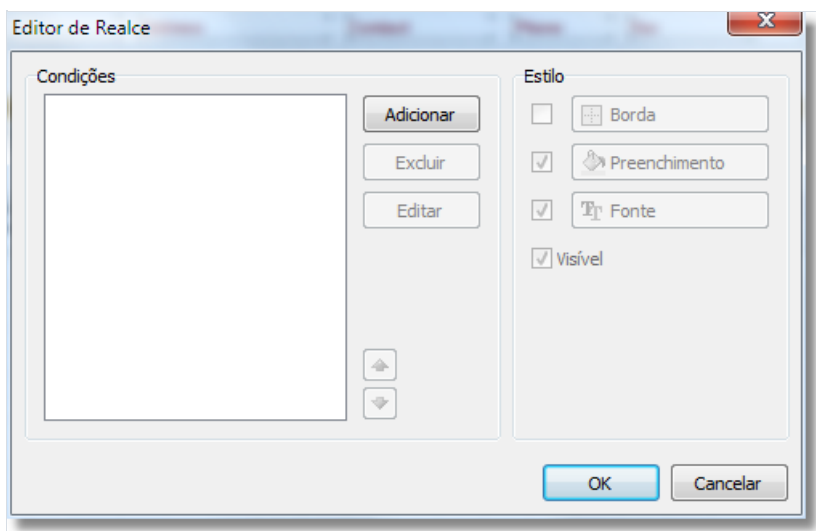 Editor de Realce
Condições
Adicionar
Excluir
Editar
Estilo
Borda
Preenchimento
Fonte
Visível
OK
Cancelar